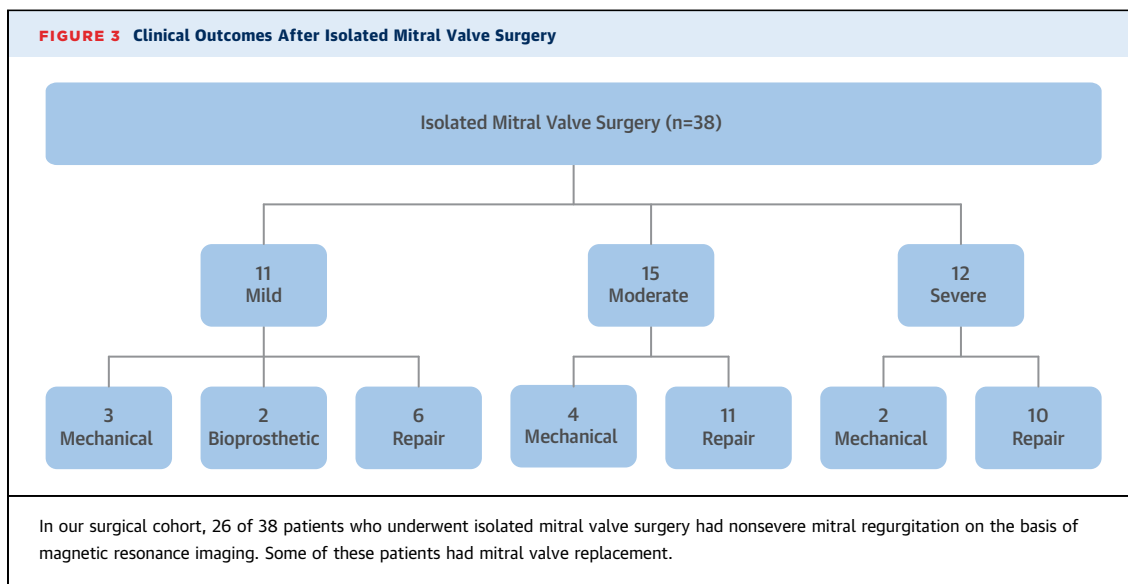 FIGURE 3 Clinical Outcomes After Isolated Mitral Valve Surgery
Isolated Mitral Valve Surgery (n=38)
11
Mild
15
Moderate
12
Severe
3
Mechanical
2
Bioprosthetic
6
Repair
4
Mechanical
11
Repair
2
Mechanical
10
Repair
In our surgical cohort, 26 of 38 patients who underwent isolated mitral valve surgery had nonsevere mitral regurgitation on the basis of
magnetic resonance imaging. Some of these patients had mitral valve replacement.